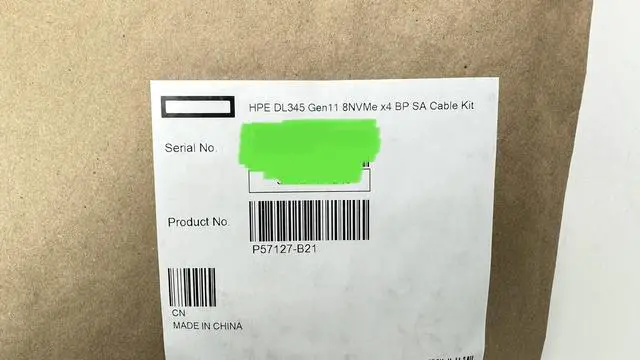 HPE DL345 Gen11 8NVMe x4 BP SA Cable Kit
Serial No.
Product No.
P57127-B21
CN
MADE IN CHINA